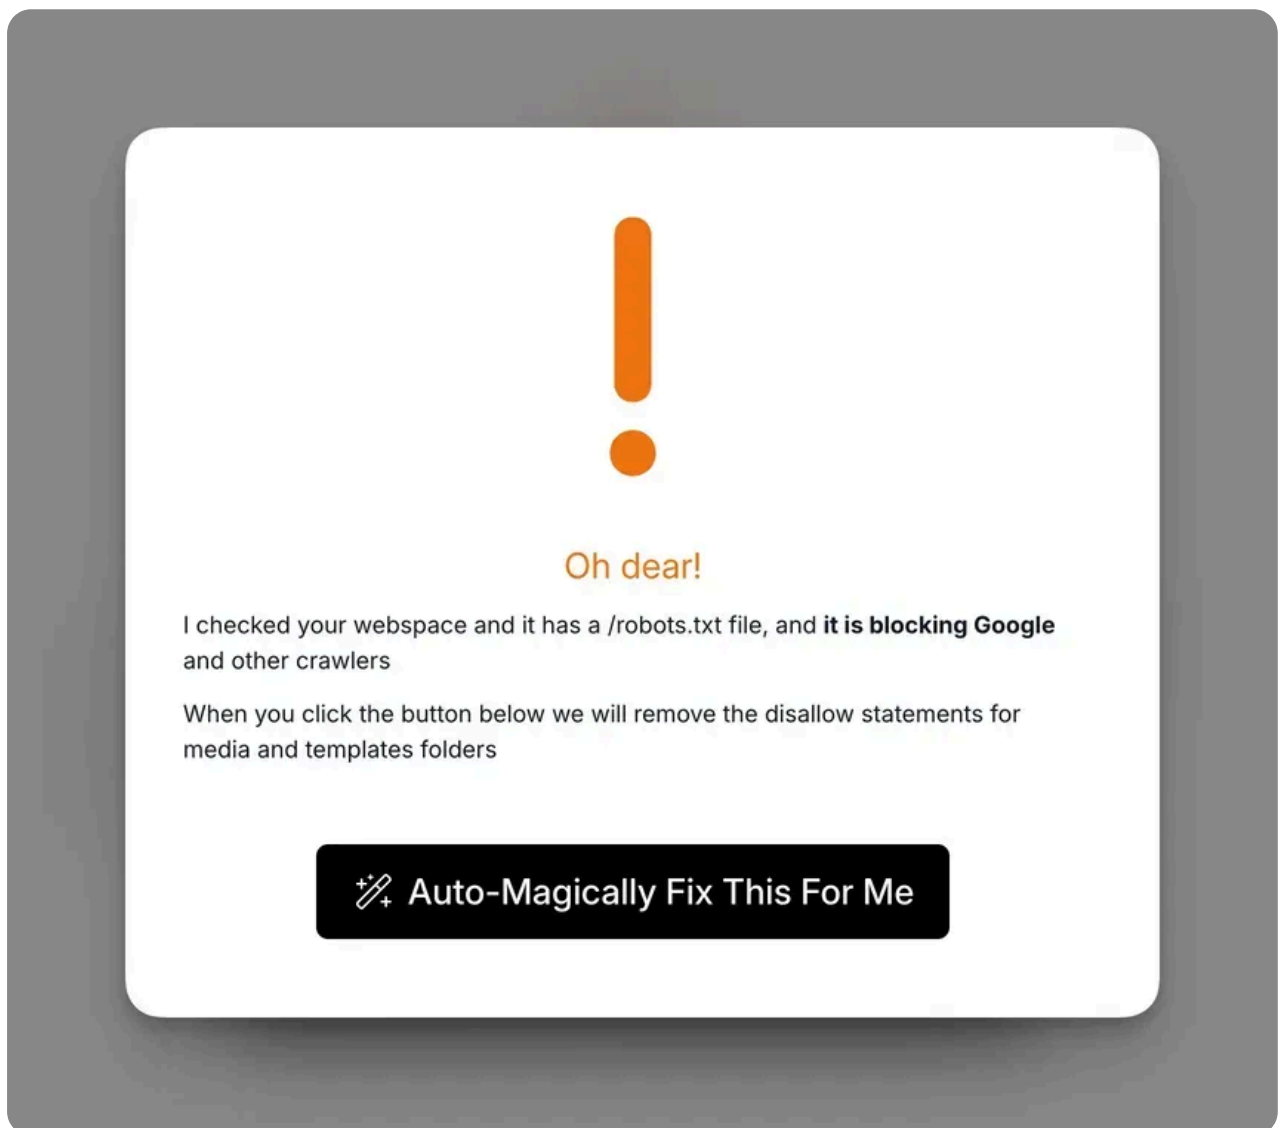 Oh dear!
I checked your webspace and it has a /robots.txt file, and it is blocking Google
and other crawlers
When you click the button below we will remove the disallow statements for
media and templates folders
Auto-Magically Fix This For Me